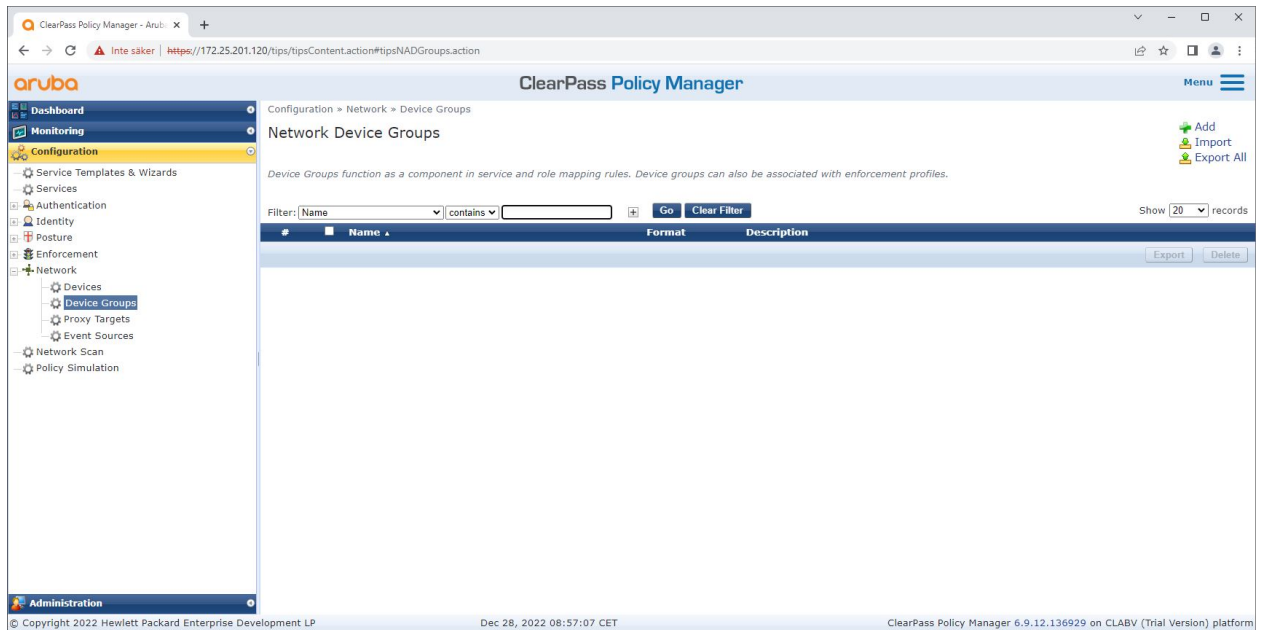 ClearPass Policy Manager - Arub
Inte säker | https://172.25.201.120/tips/tipsContent.action#tipsNADGroups.action
aruba
ClearPass Policy Manager
Menu
Dashboard
Monitoring
Configuration
Service Templates & Wizards
Services
Authentication
Identity
Posture
Enforcement
Network
Devices
Device Groups
Proxy Targets
Event Sources
Network Scan
Policy Simulation
Administration
Configuration » Network » Device Groups
Network Device Groups
Add
Import
Export All
Device Groups function as a component in service and role mapping rules. Device groups can also be associated with enforcement profiles.
Filter: Name contains + Go Clear Filter Show 20 records
# Name Format Description
Export Delete
© Copyright 2022 Hewlett Packard Enterprise Development LP Dec 28, 2022 08:57:07 CET ClearPass Policy Manager 6.9.12.136929 on CLABV (Trial Version) platform